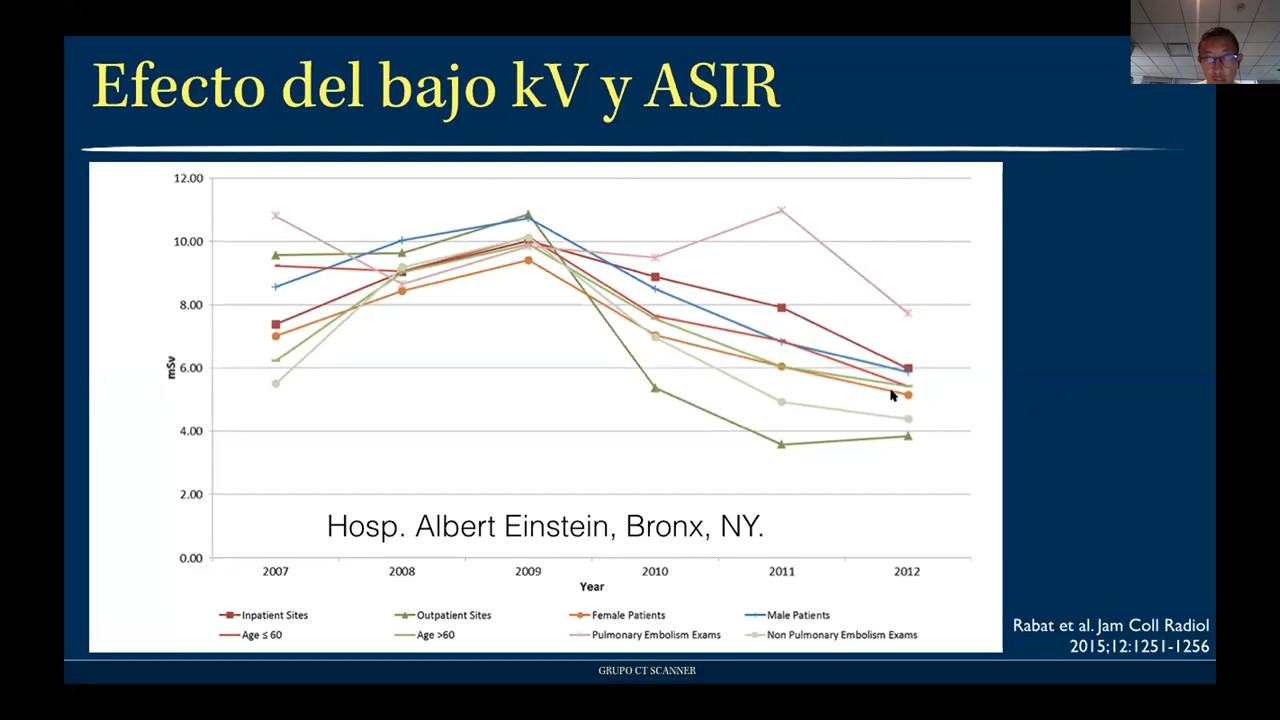 Efecto del bajo kV y ASIR
12.00
10.00
8.00
6.00
4.00
2.00
0.00
mSv
Hosp. Albert Einstein, Bronx, NY.
2007 2008 2009 2010 2011 2012
Year
Inpatient Sites Outpatient Sites Female Patients Male Patients
Age ≤ 60 Age >60 Pulmonary Embolism Exams Non Pulmonary Embolism Exams
Rabat et al. Jam Coll Radiol
2015;12:1251-1256
GRUPO CT SCANNER